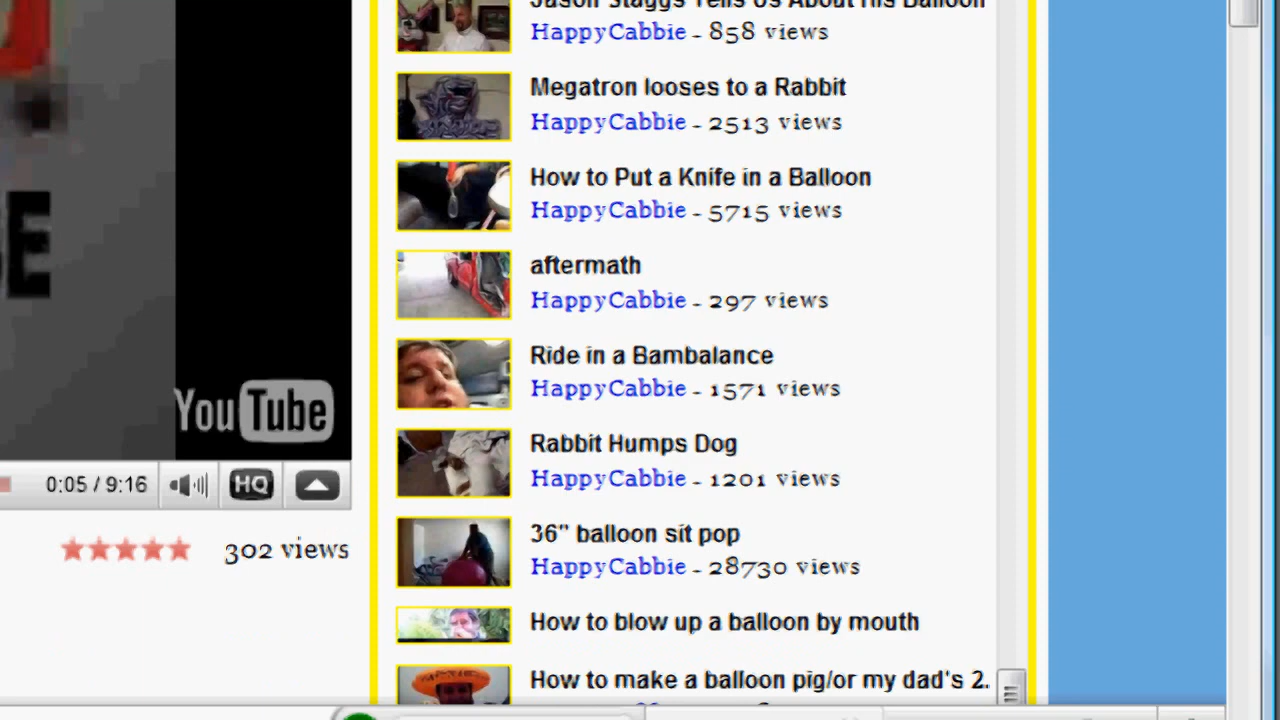 Jason Staggs Tells Us About His Balloon
HappyCabbie - 858 views
Megatron looses to a Rabbit
HappyCabbie - 2513 views
How to Put a Knife in a Balloon
HappyCabbie - 5715 views
aftermath
HappyCabbie - 297 views
Ride in a Bambalance
HappyCabbie - 1571 views
Rabbit Humps Dog
HappyCabbie - 1201 views
36" balloon sit pop
HappyCabbie - 28730 views
How to blow up a balloon by mouth
How to make a balloon pig/or my dad's 2.
E
YouTube
0:05 / 9:16
HQ
302 views